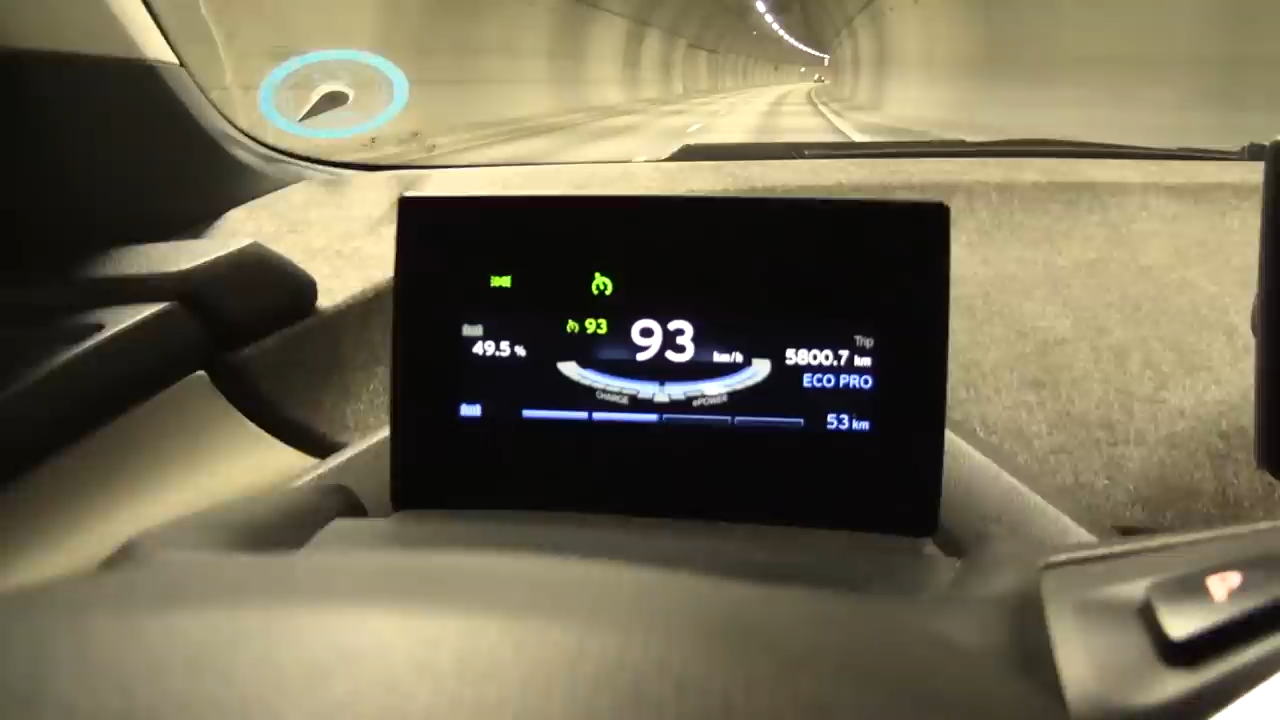 93
93 km/h
49.5 %
Trip
5800.7 km
ECO PRO
CHARGE
ePOWER
53 km
P